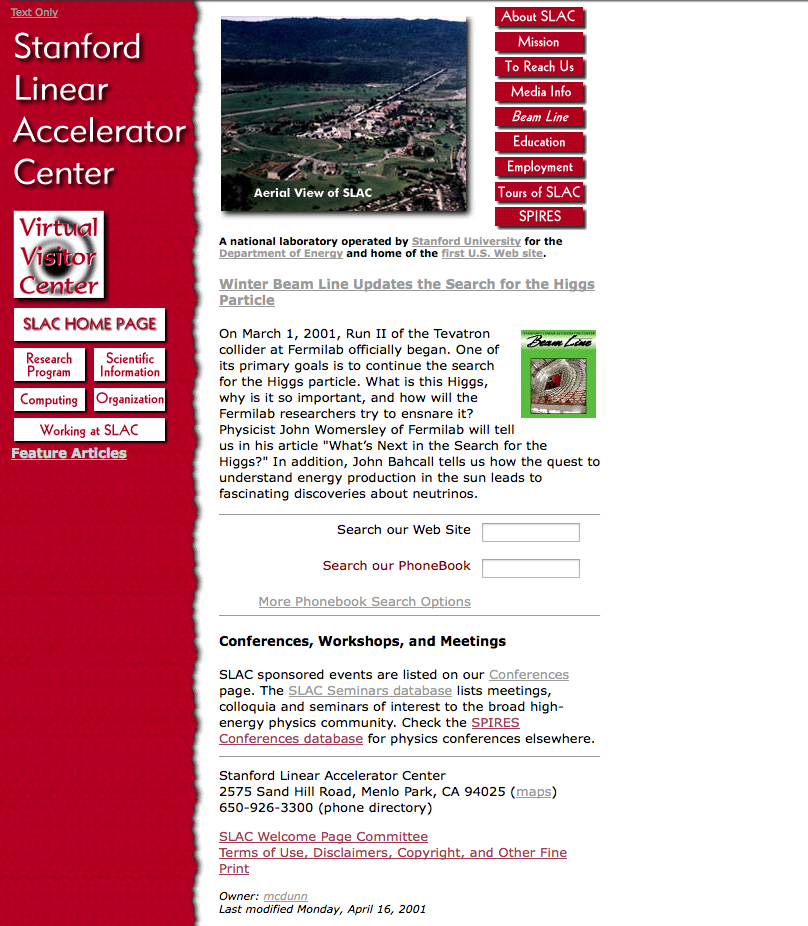 Text Only
Stanford
Linear
Accelerator
Center
Virtual
Visitor
Center
SLAC HOME PAGE
Research
Program
Scientific
Information
Computing
Organization
Working at SLAC
Feature Articles
Aerial View of SLAC
About SLAC
Mission
To Reach Us
Media Info
Beam Line
Education
Employment
Tours of SLAC
SPIRES
A national laboratory operated by Stanford University for the
Department of Energy and home of the first U.S. Web site.
Winter Beam Line Updates the Search for the Higgs
Particle
On March 1, 2001, Run II of the Tevatron
collider at Fermilab officially began. One of
its primary goals is to continue the search
for the Higgs particle. What is this Higgs,
why is it so important, and how will the
Fermilab researchers try to ensnare it?
Physicist John Womersley of Fermilab will tell
us in his article "What’s Next in the Search for the
Higgs?" In addition, John Bahcall tells us how the quest to
understand energy production in the sun leads to
fascinating discoveries about neutrinos.
Beam Line
Search our Web Site
Search our PhoneBook
More Phonebook Search Options
Conferences, Workshops, and Meetings
SLAC sponsored events are listed on our Conferences
page. The SLAC Seminars database lists meetings,
colloquia and seminars of interest to the broad high-
energy physics community. Check the SPIRES
Conferences database for physics conferences elsewhere.
Stanford Linear Accelerator Center
2575 Sand Hill Road, Menlo Park, CA 94025 (maps)
650-926-3300 (phone directory)
SLAC Welcome Page Committee
Terms of Use, Disclaimers, Copyright, and Other Fine
Print
Owner: mcdunn
Last modified Monday, April 16, 2001